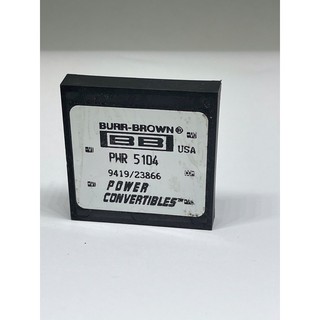 BURR-BROWN®
BB
USA
PWR 5104
9419/23866
POWER
CONVERTIBLES™